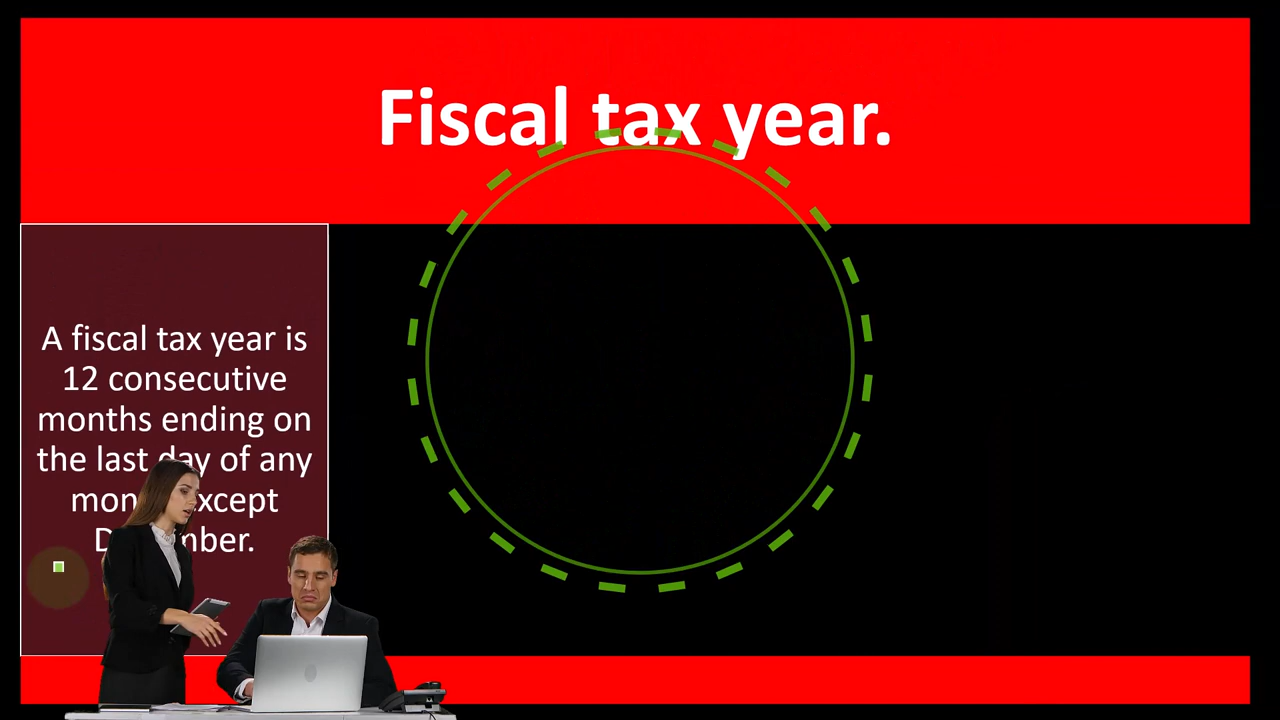 Fiscal tax year.
A fiscal tax year is
12 consecutive
months ending on
the last day of any
except